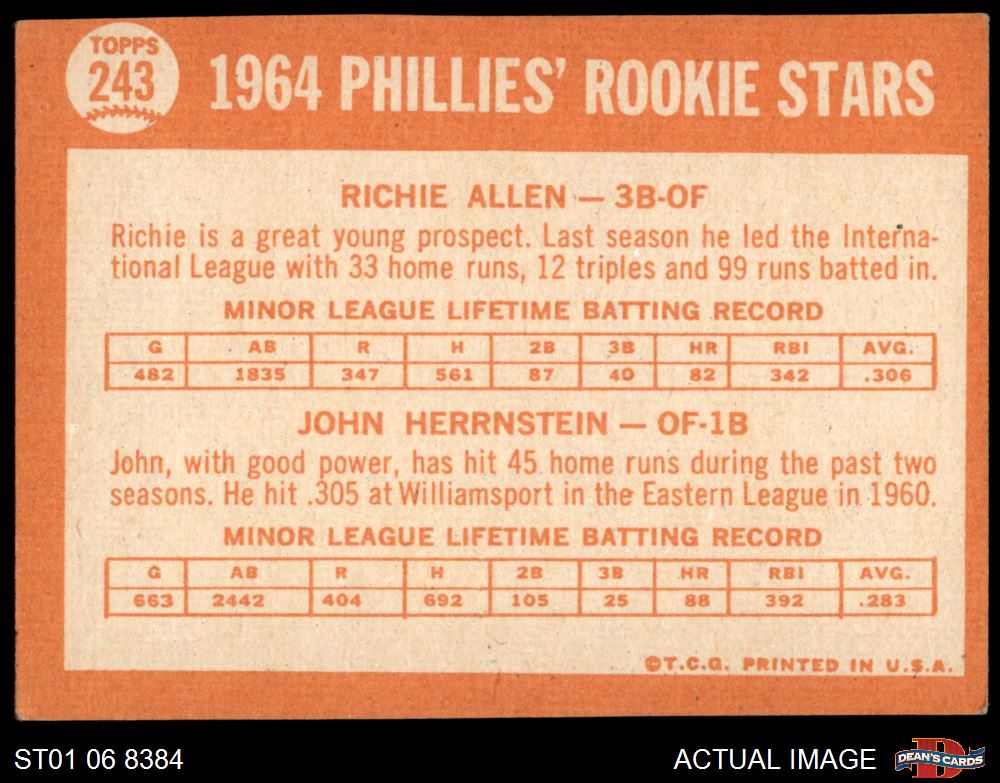 TOPPS
243
1964 PHILLIES' ROOKIE STARS
RICHIE ALLEN — 3B-OF
Richie is a great young prospect. Last season he led the Interna-
tional League with 33 home runs, 12 triples and 99 runs batted in.
MINOR LEAGUE LIFETIME BATTING RECORD
G AB R H 2B 3B HR RBI AVG.
482 1835 347 561 87 40 82 342 .306
JOHN HERRNSTEIN — OF-1B
John, with good power, has hit 45 home runs during the past two
seasons. He hit .305 at Williamsport in the Eastern League in 1960.
MINOR LEAGUE LIFETIME BATTING RECORD
G AB R H 2B 3B HR RBI AVG.
663 2442 404 692 105 25 88 392 .283
©T.C.G. PRINTED IN U.S.A.
ST01 06 8384
ACTUAL IMAGE
D
DEAN'S CARDS